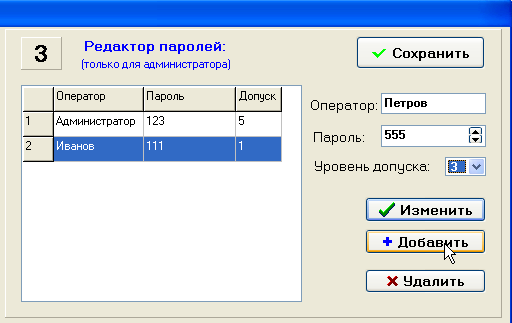 3
Редактор паролей:
(только для администратора)
Сохранить
Оператор Пароль Допуск
1 Администратор 123 5
2 Иванов 111 1
Оператор: Петров
Пароль: 555
Уровень допуска: 3
Изменить
Добавить
Удалить